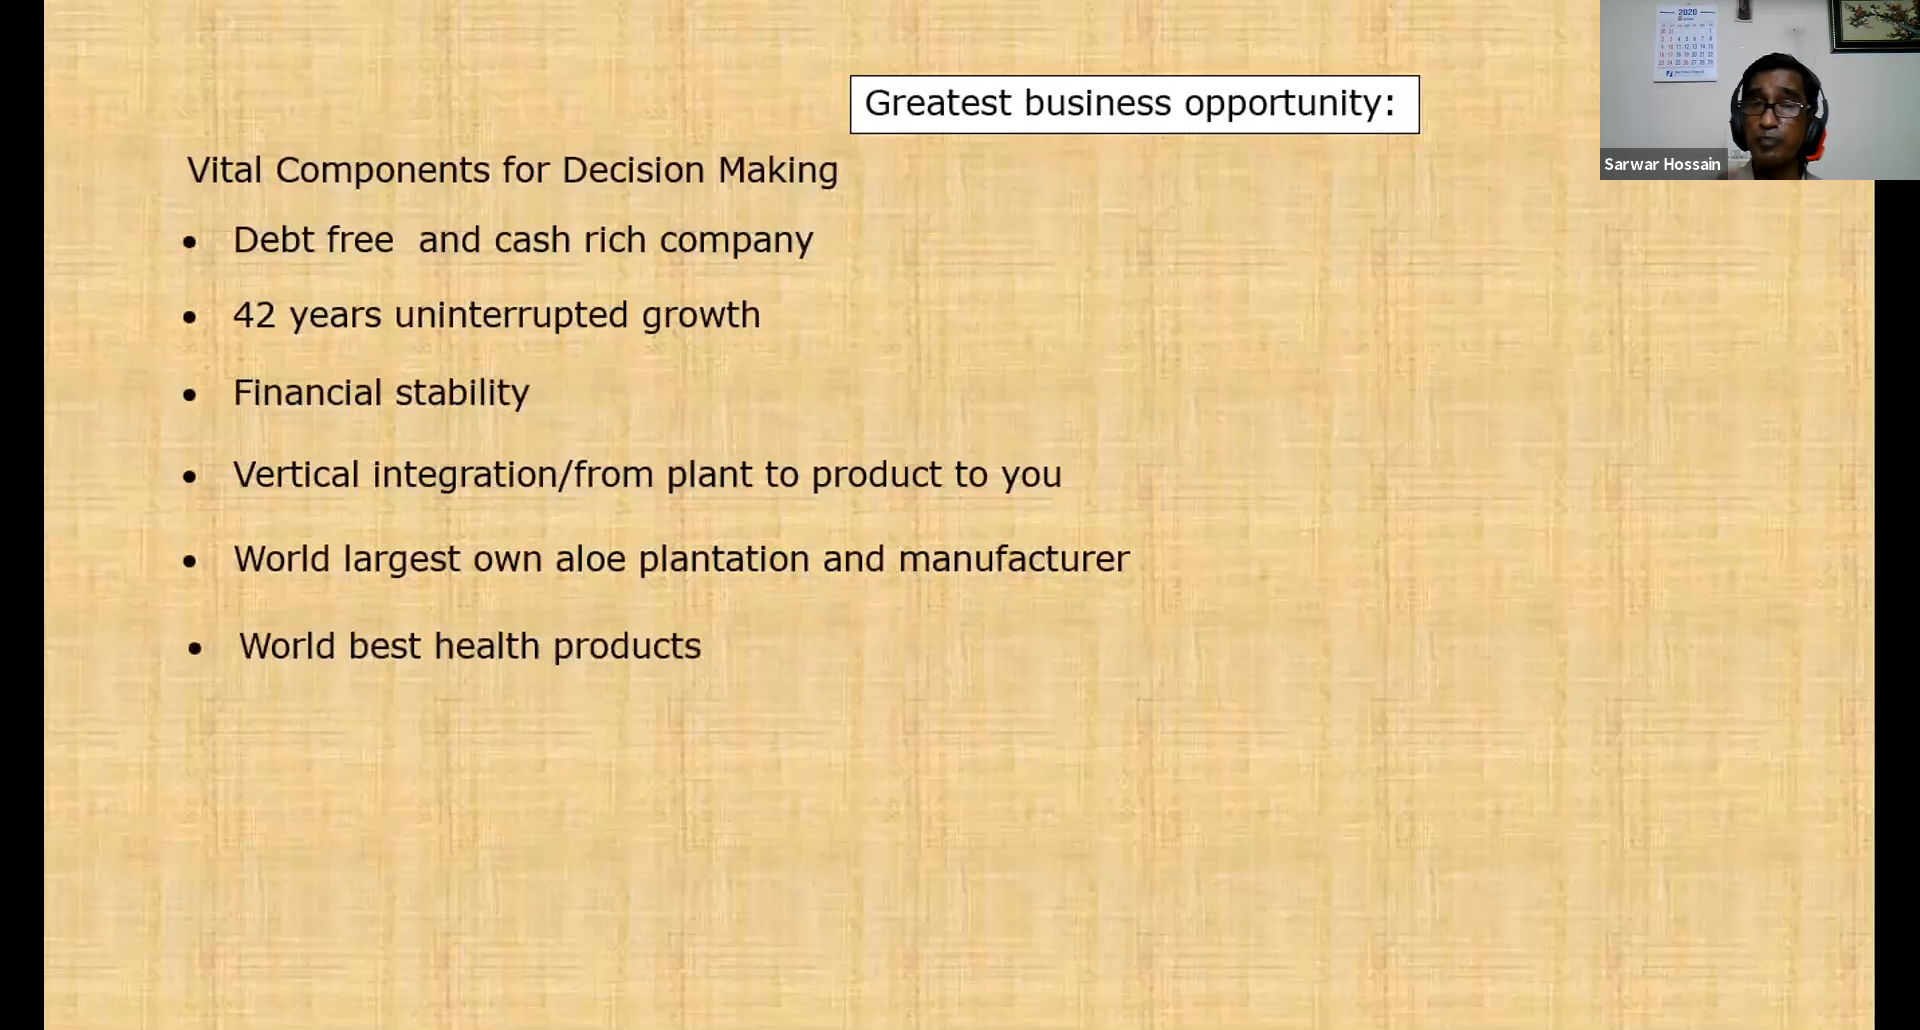 Greatest business opportunity:
Vital Components for Decision Making
• Debt free and cash rich company
• 42 years uninterrupted growth
• Financial stability
• Vertical integration/from plant to product to you
• World largest own aloe plantation and manufacturer
• World best health products
2020
Sarwar Hossain